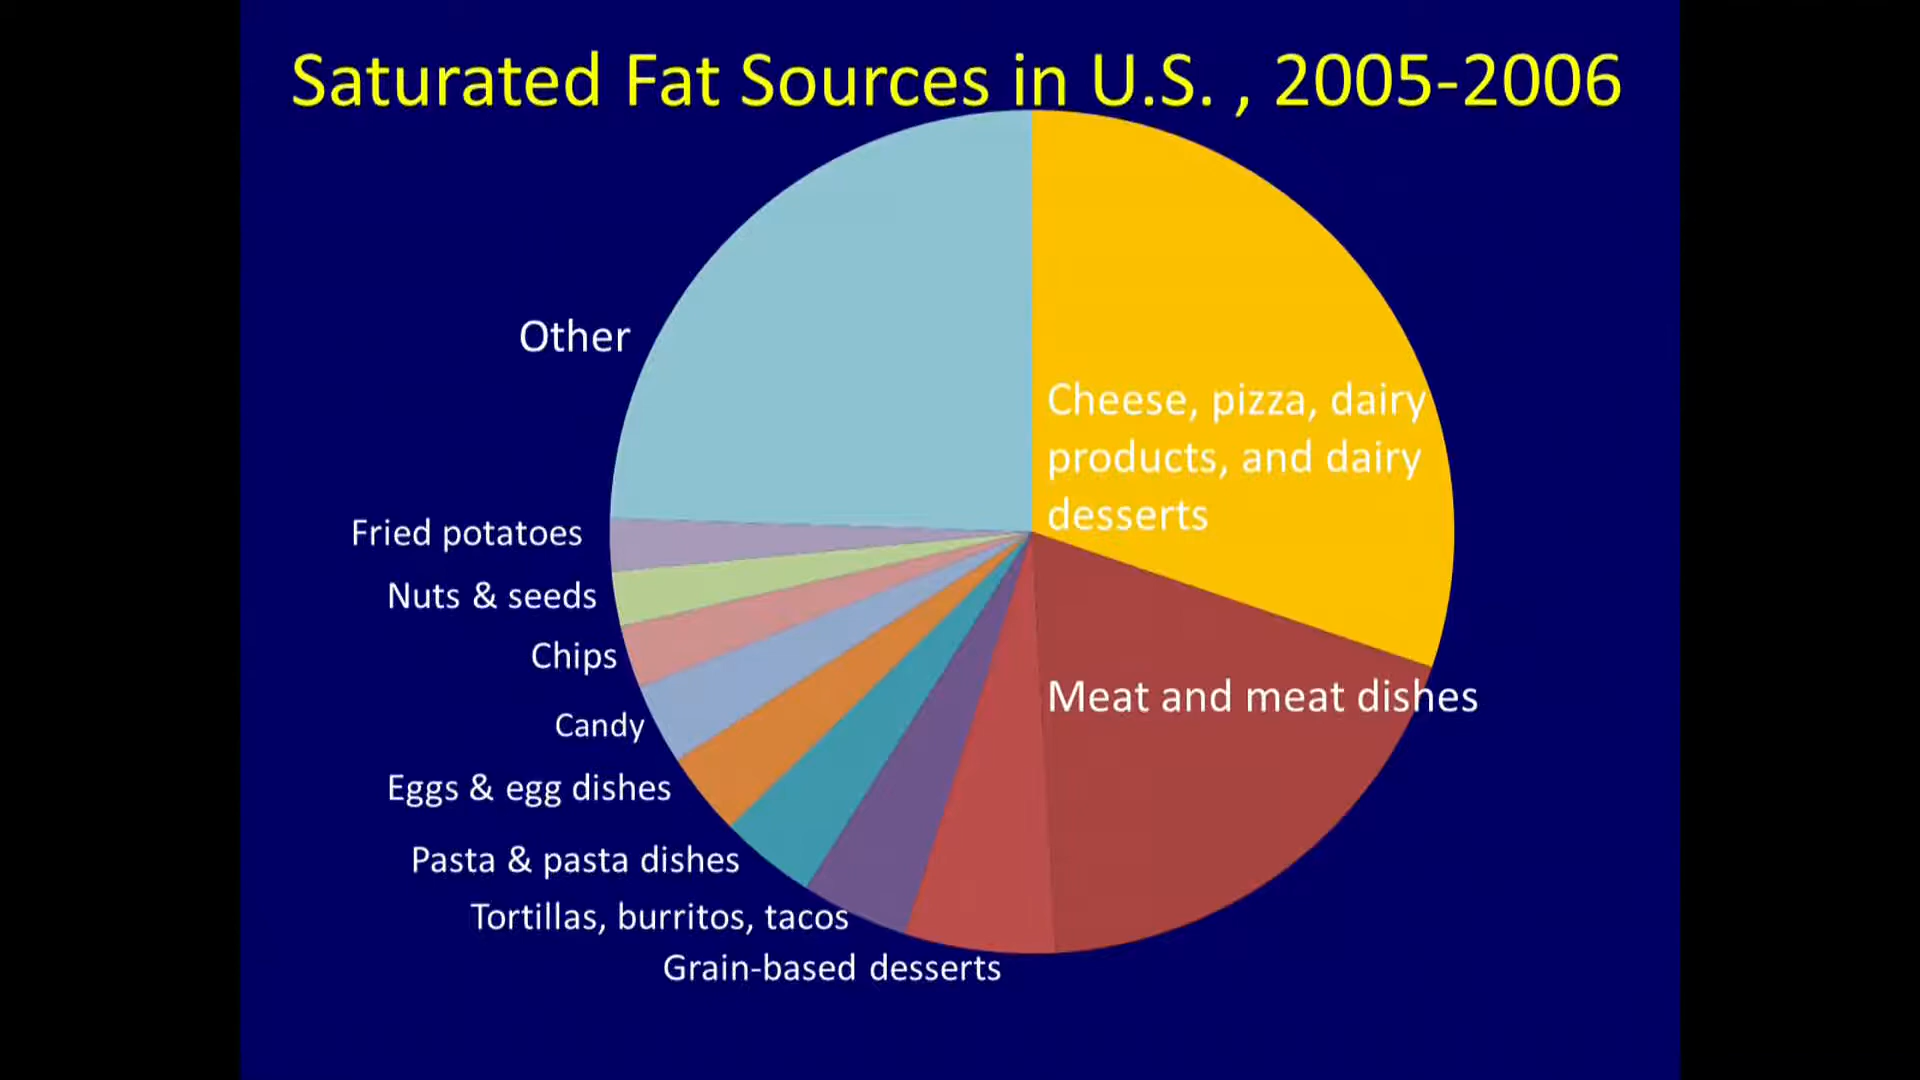 Saturated Fat Sources in U.S. , 2005-2006
Other
Cheese, pizza, dairy
products, and dairy
desserts
Fried potatoes
Nuts & seeds
Chips
Meat and meat dishes
Candy
Eggs & egg dishes
Pasta & pasta dishes
Tortillas, burritos, tacos
Grain-based desserts